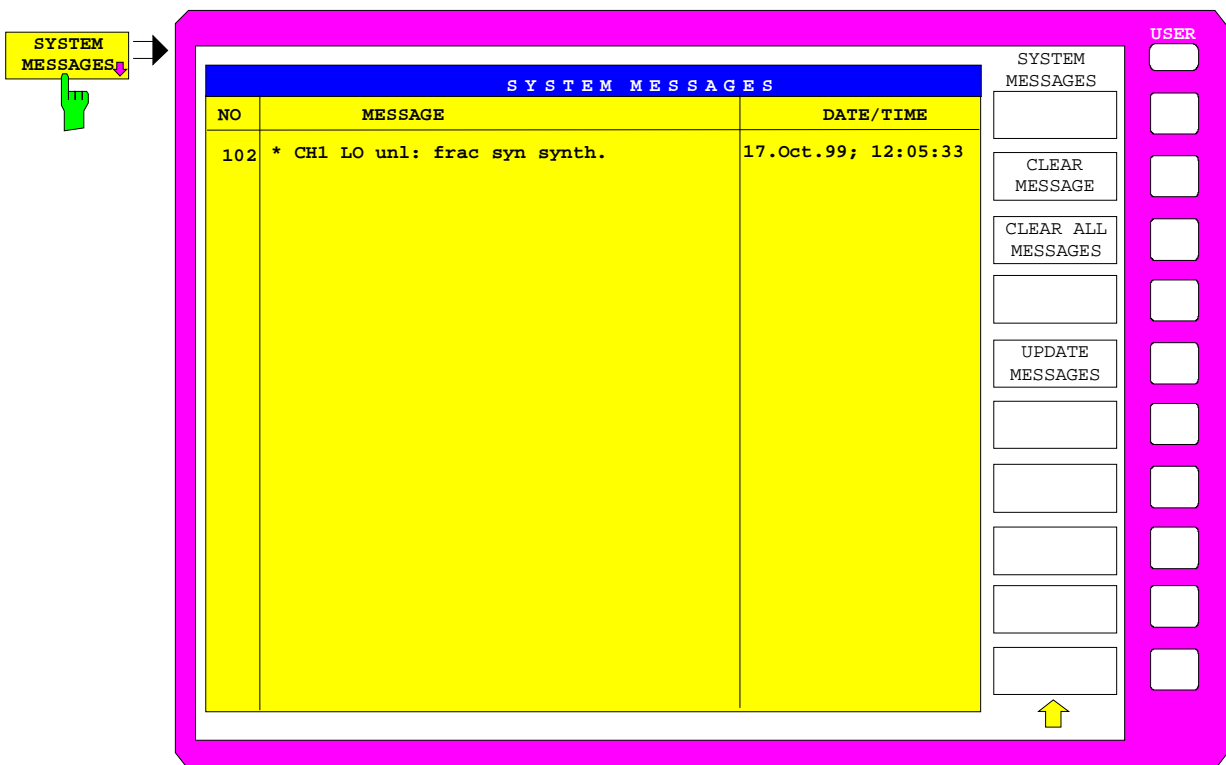 SYSTEM
MESSAGES
USER
SYSTEM
MESSAGES
SYSTEM MESSAGES
NO MESSAGE DATE/TIME
102 * CH1 LO unl: frac syn synth. 17.Oct.99; 12:05:33
CLEAR
MESSAGE
CLEAR ALL
MESSAGES
UPDATE
MESSAGES